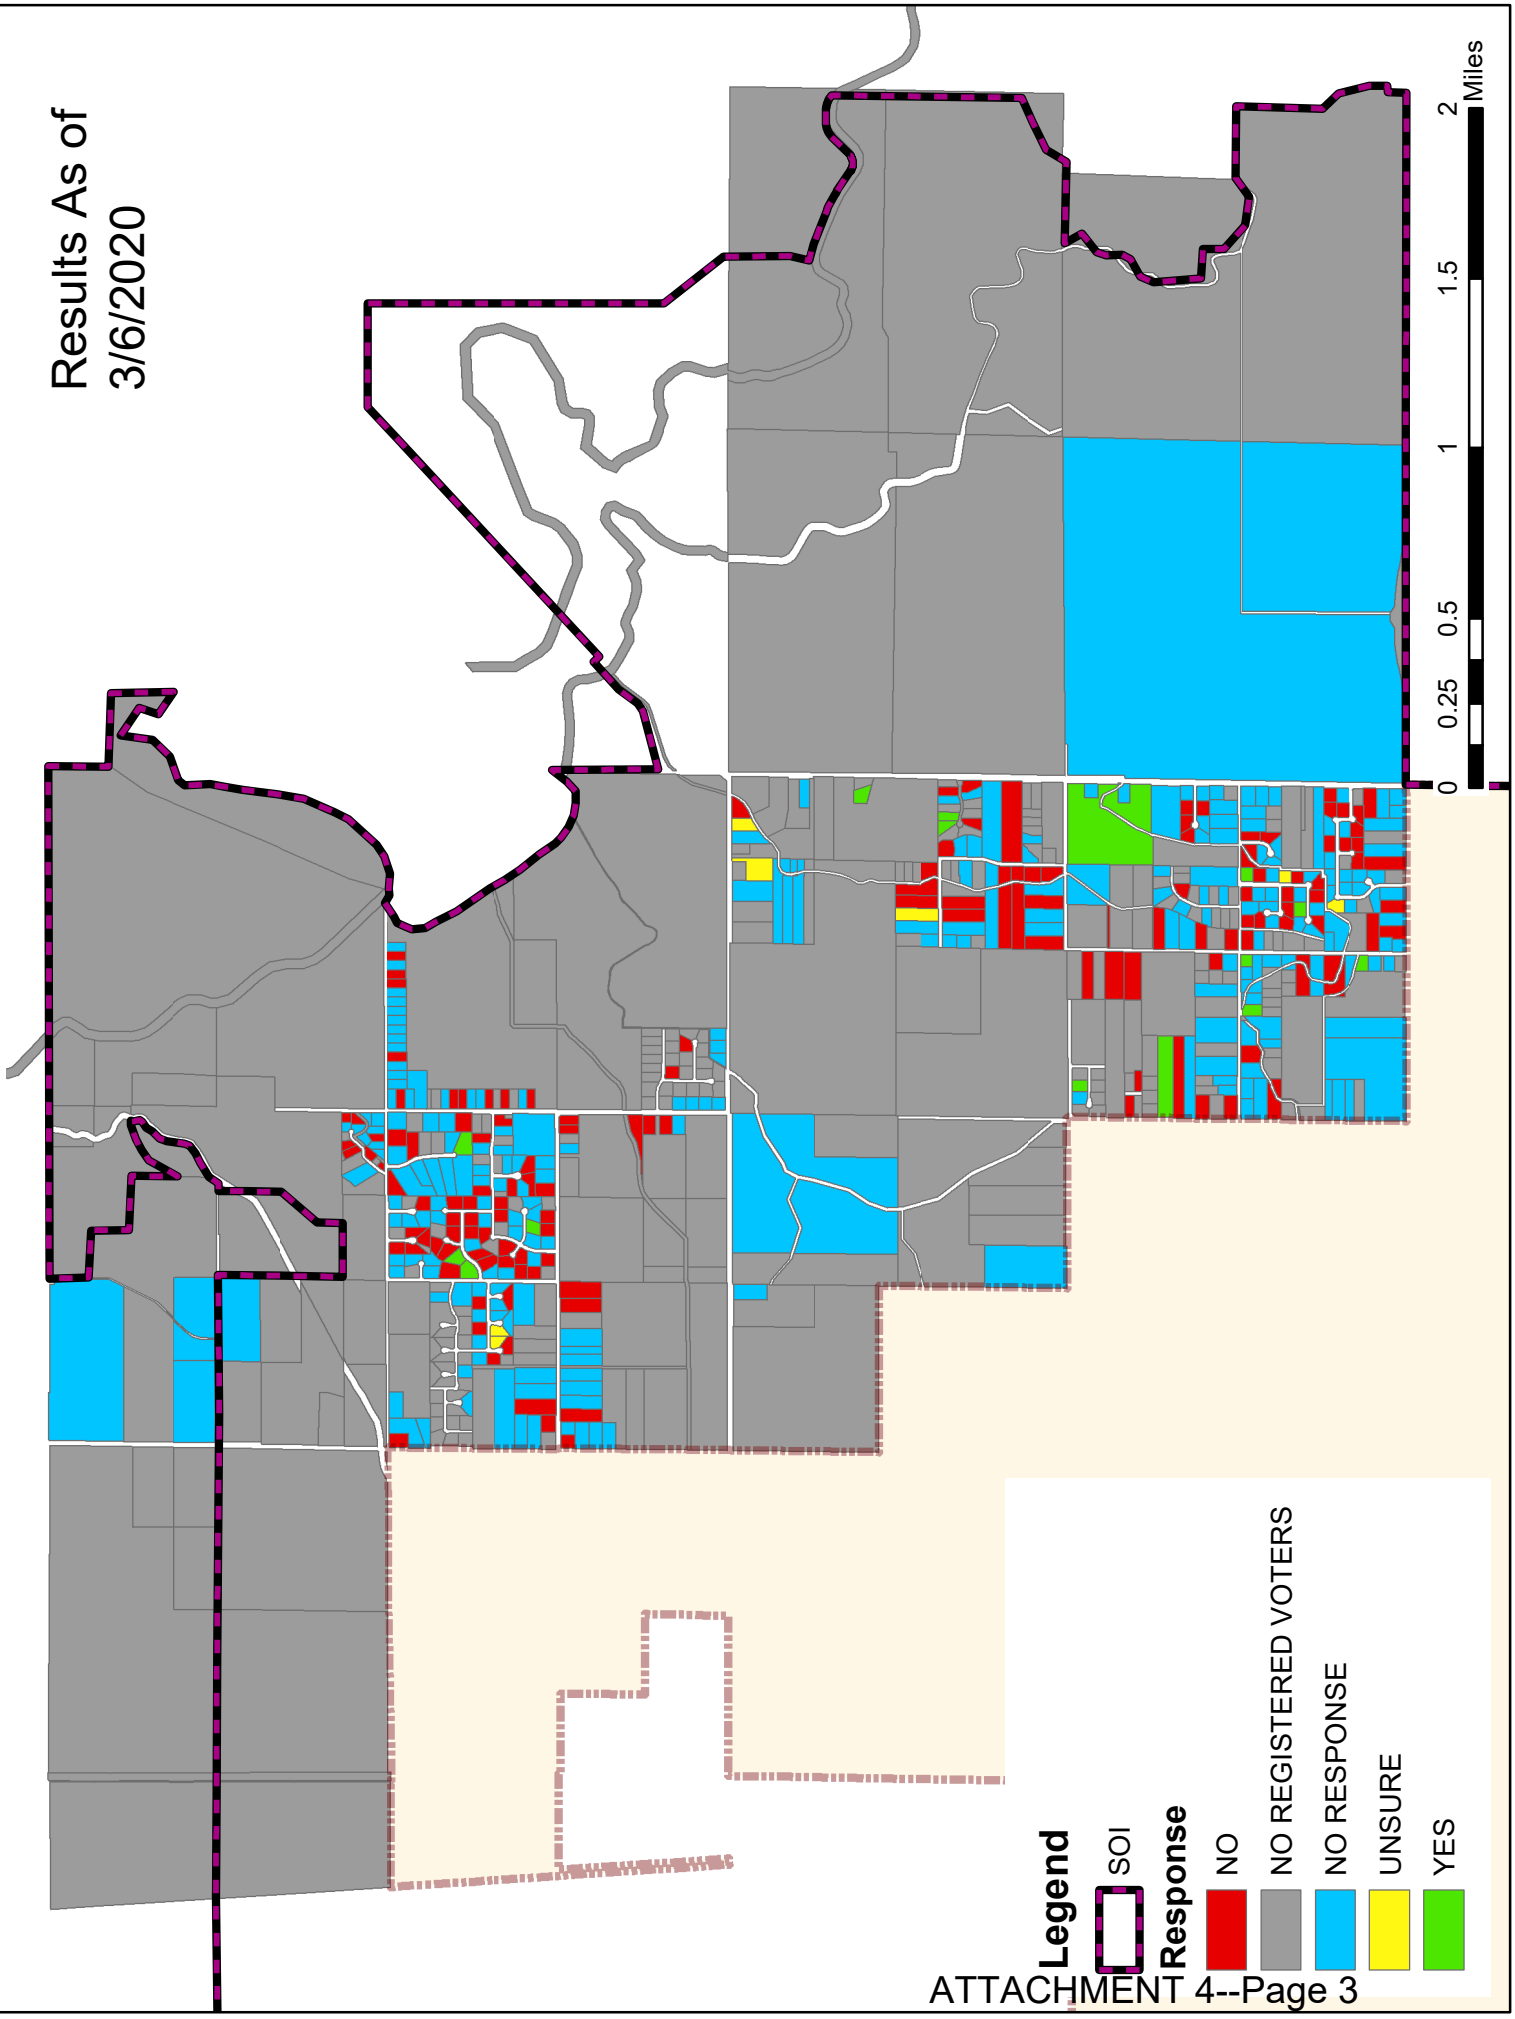 Results As of
3/6/2020
Legend
SOI
Response
NO
NO REGISTERED VOTERS
NO RESPONSE
UNSURE
YES
0 0.25 0.5 1 1.5 2
Miles
ATTACHMENT 4--Page 3